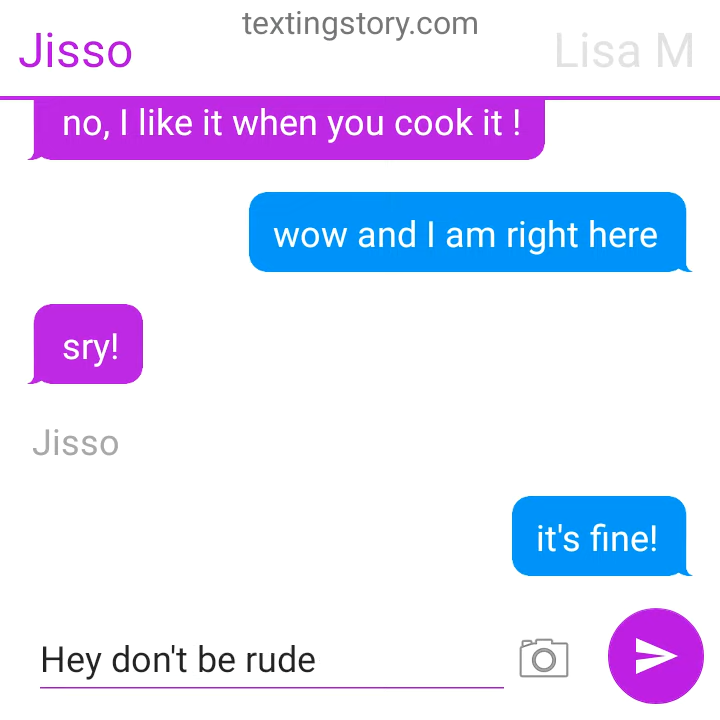 textingstory.com
Jisso
Lisa M
no, I like it when you cook it !
wow and I am right here
sry!
Jisso
it's fine!
Hey don't be rude